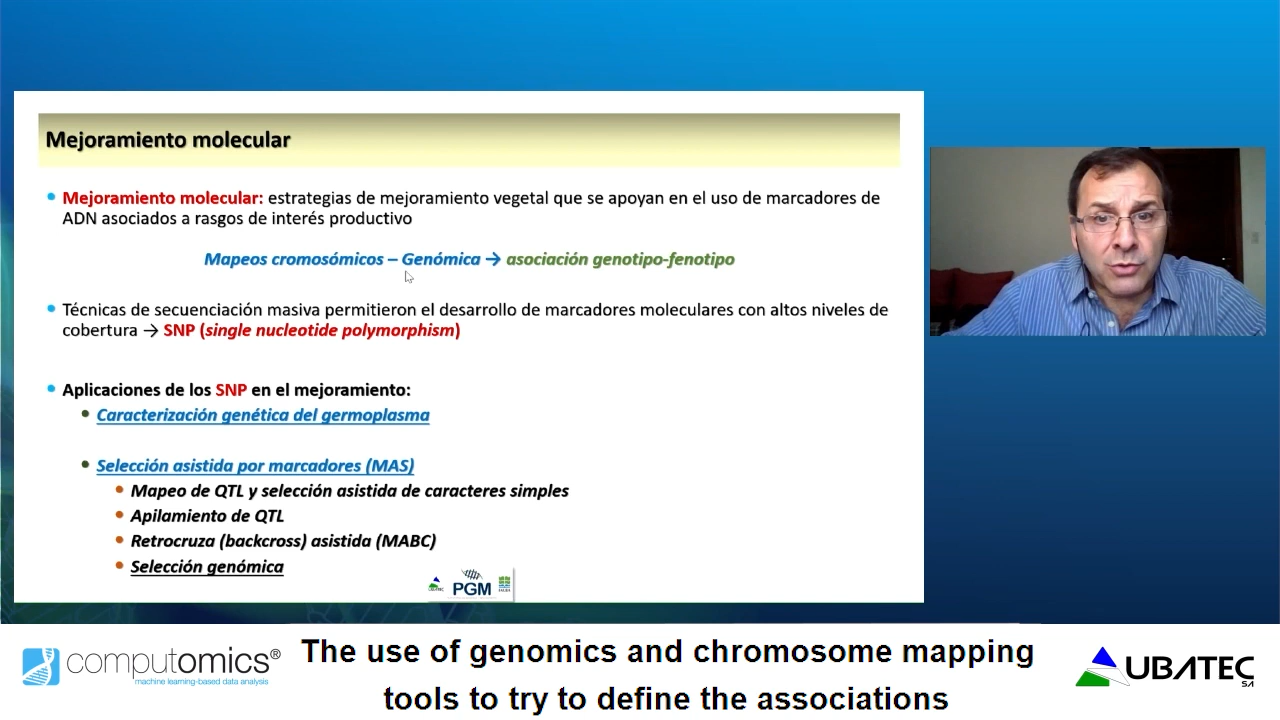 Mejoramiento molecular
• Mejoramiento molecular: estrategias de mejoramiento vegetal que se apoyan en el uso de marcadores de
ADN asociados a rasgos de interés productivo
Mapeos cromosómicos – Genómica → asociación genotipo-fenotipo
• Técnicas de secuenciación masiva permitieron el desarrollo de marcadores moleculares con altos niveles de
cobertura → SNP (single nucleotide polymorphism)
• Aplicaciones de los SNP en el mejoramiento:
• Caracterización genética del germoplasma
• Selección asistida por marcadores (MAS)
• Mapeo de QTL y selección asistida de caracteres simples
• Apilamiento de QTL
• Retrocruza (backcross) asistida (MABC)
• Selección genómica
PGM
computomics®
machine learning-based data analysis
The use of genomics and chromosome mapping
tools to try to define the associations
UBATEC
SA